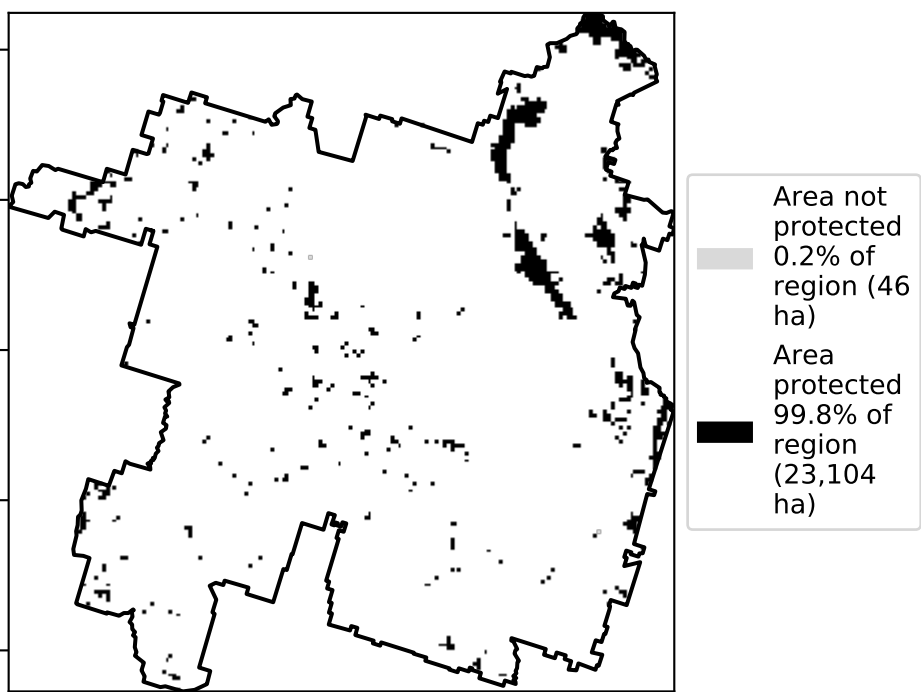 Area not
protected
0.2% of
region (46
ha)
Area
protected
99.8% of
region
(23,104
ha)